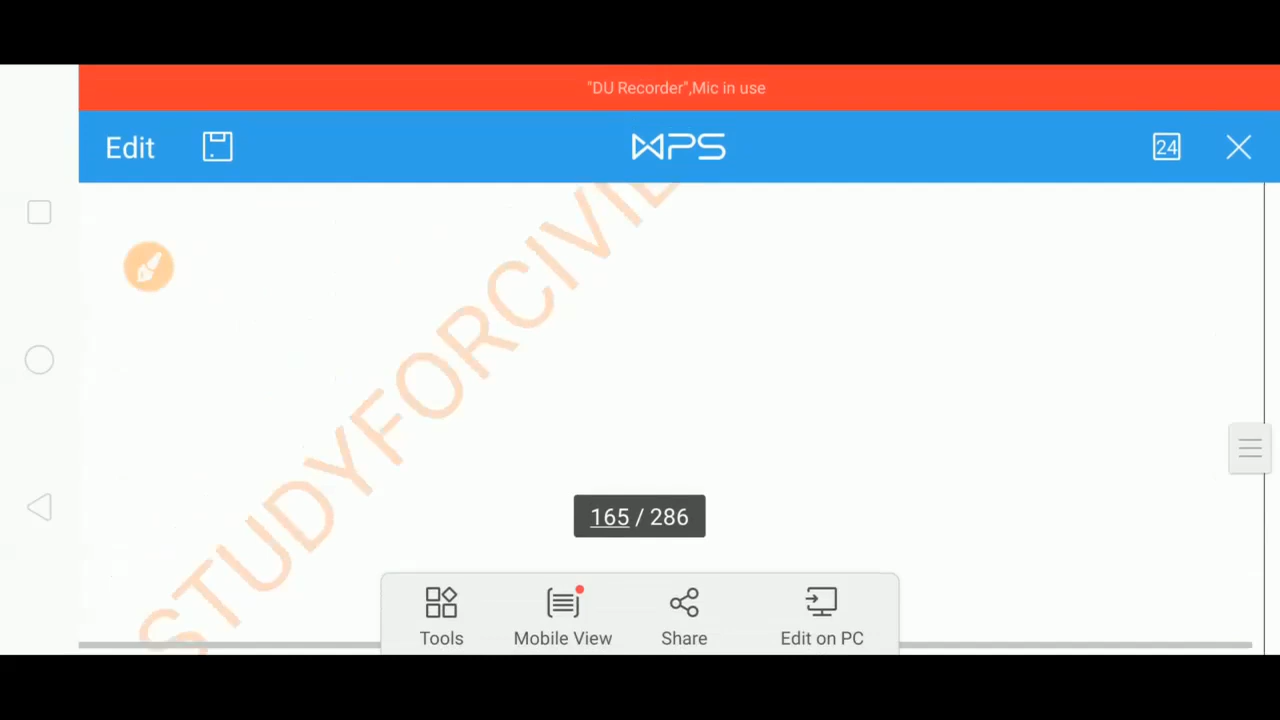 "DU Recorder",Mic in use
Edit
WPS
24
STUDYFORCIVIL
165 / 286
Tools
Mobile View
Share
Edit on PC